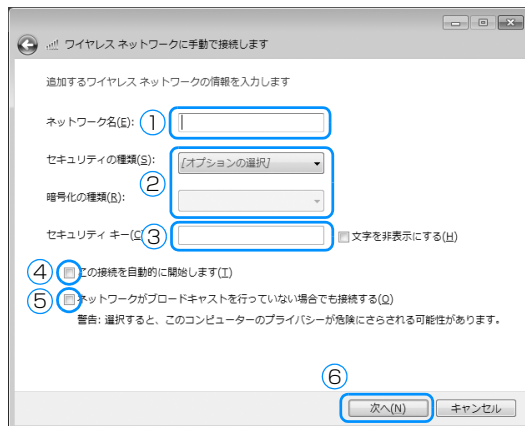 ワイヤレス ネットワークに手動で接続します
追加するワイヤレス ネットワークの情報を入力します
ネットワーク名(E): ①
セキュリティの種類(S): [オプションの選択]
②
暗号化の種類(R):
セキュリティ キー(C ③ 文字を非表示にする(H)
④ この接続を自動的に開始します(T)
⑤ ネットワークがブロードキャストを行っていない場合でも接続する(O)
警告: 選択すると、このコンピューターのプライバシーが危険にさらされる可能性があります。
⑥
次へ(N) キャンセル